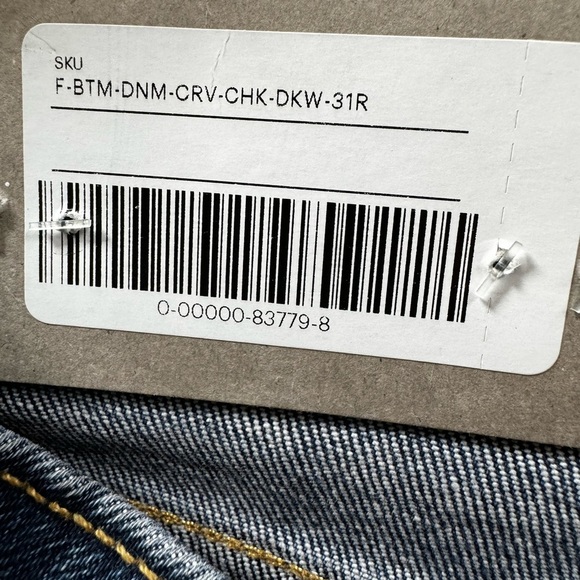 SKU
F-BTM-DNM-CRV-CHK-DKW-31R
0-00000-83779-8